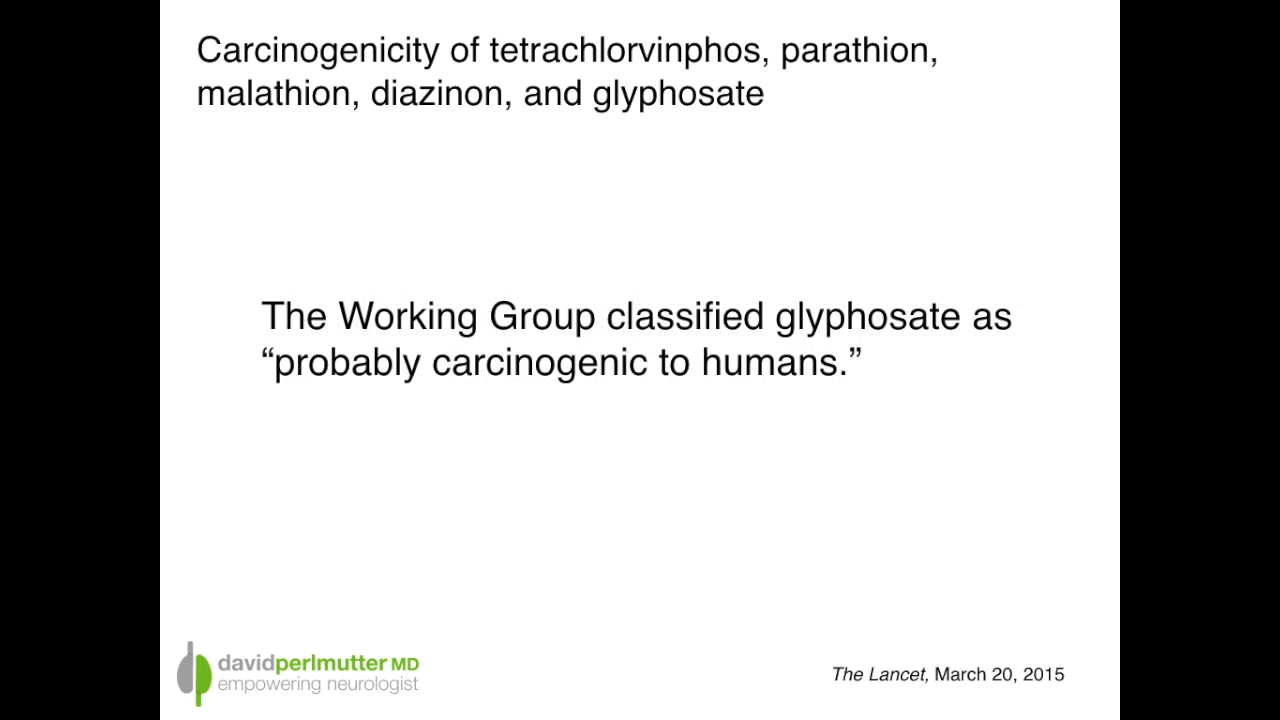 Carcinogenicity of tetrachlorvinphos, parathion,
malathion, diazinon, and glyphosate
The Working Group classified glyphosate as
“probably carcinogenic to humans.”
davidperlmutter MD
empowering neurologist
The Lancet, March 20, 2015